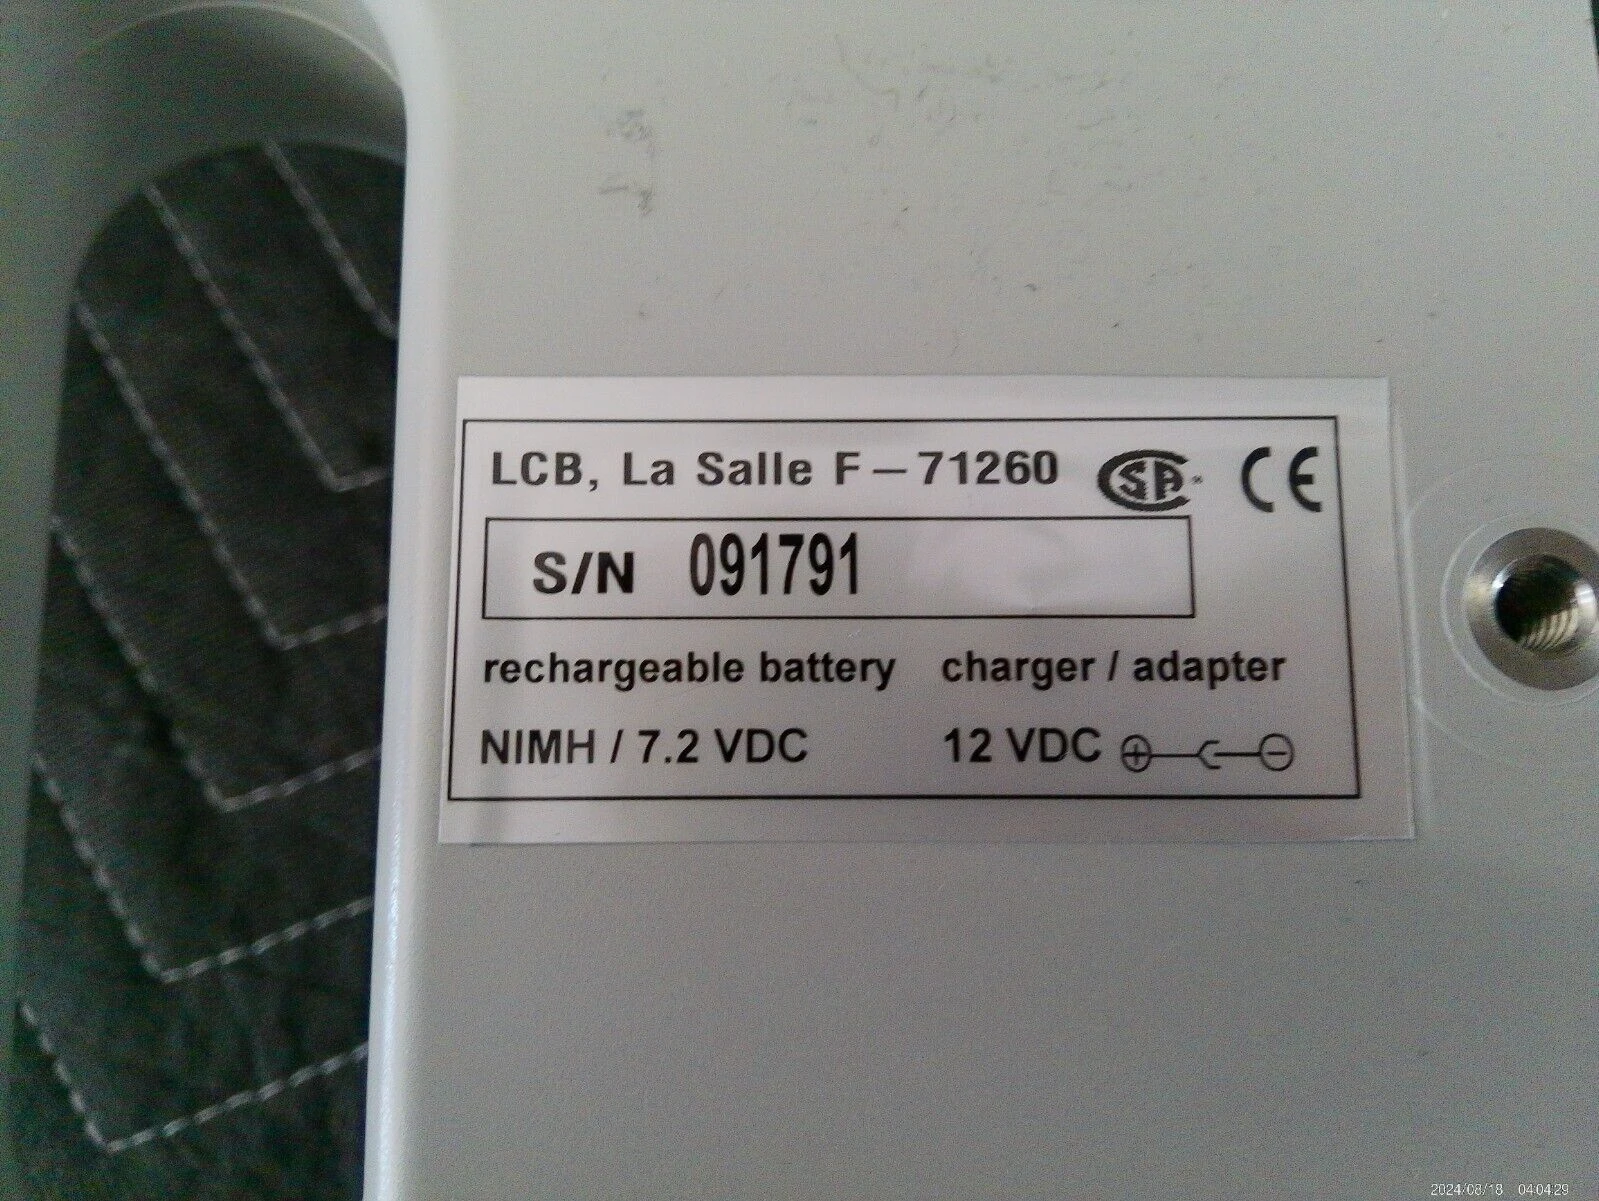 LCB, La Salle F – 71260 CSA ® CE
S/N 091791
rechargeable battery charger / adapter
NIMH / 7.2 VDC 12 VDC
2024/08/18 04:04:29